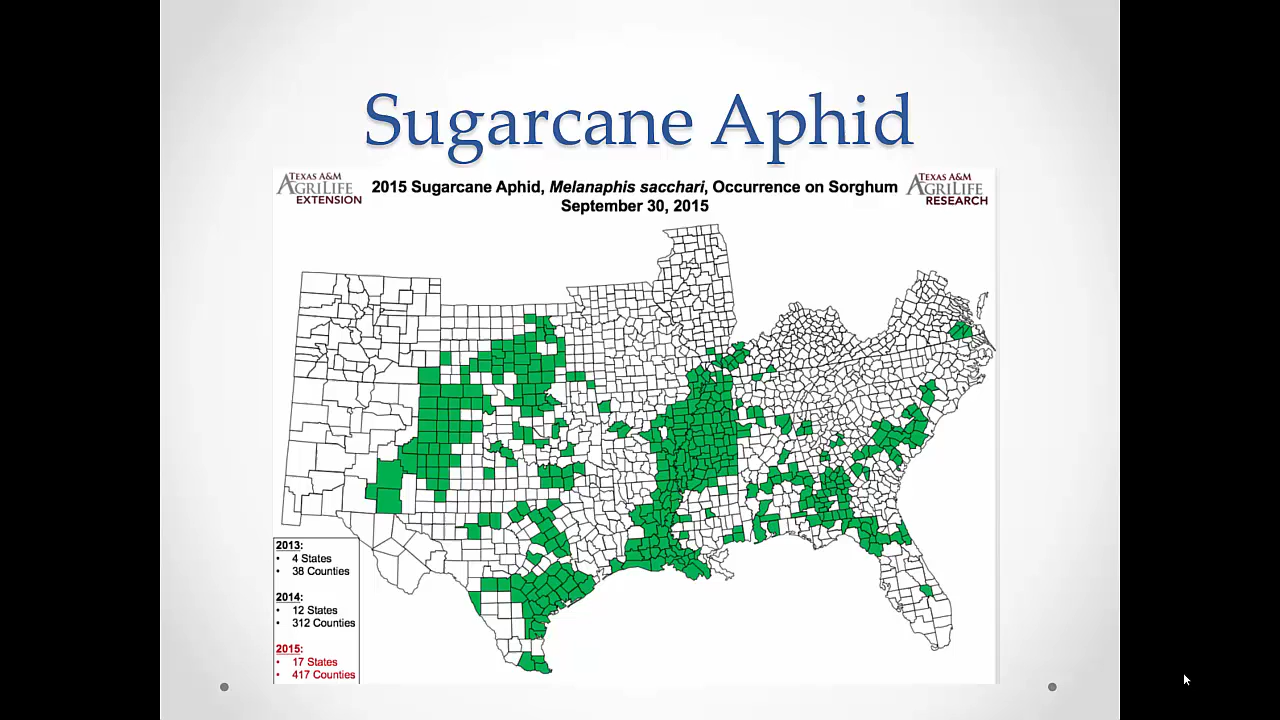 Sugarcane Aphid
TEXAS A&M
AGRILIFE
EXTENSION
2015 Sugarcane Aphid, Melanaphis sacchari, Occurrence on Sorghum
September 30, 2015
TEXAS A&M
AGRILIFE
RESEARCH
2013:
• 4 States
• 38 Counties
2014:
• 12 States
• 312 Counties
2015:
• 17 States
• 417 Counties